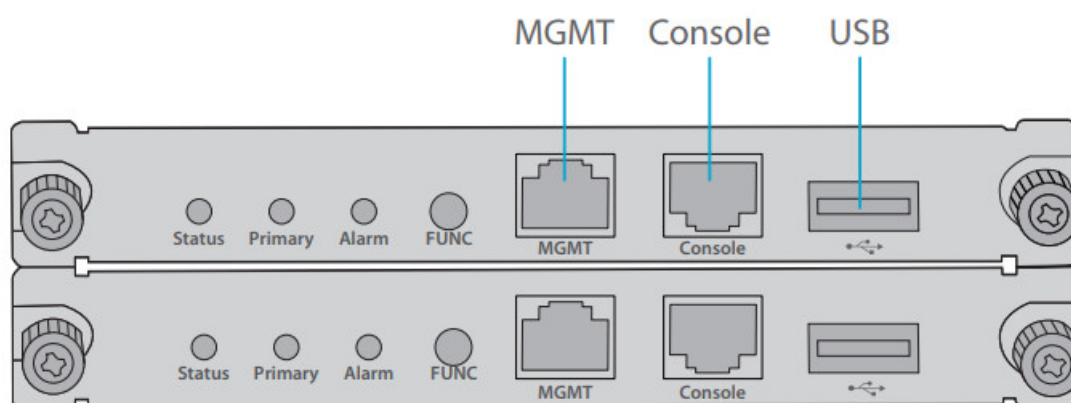 MGMT Console USB
Status Primary Alarm FUNC MGMT Console
Status Primary Alarm FUNC MGMT Console